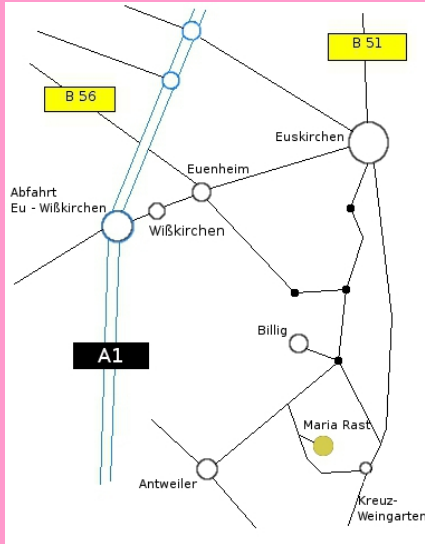 B 51
B 56
Euskirchen
Euenheim
Abfahrt
Eu - Wißkirchen
Wißkirchen
Billig
A1
Maria Rast
Antweiler
Kreuz-
Weingarten